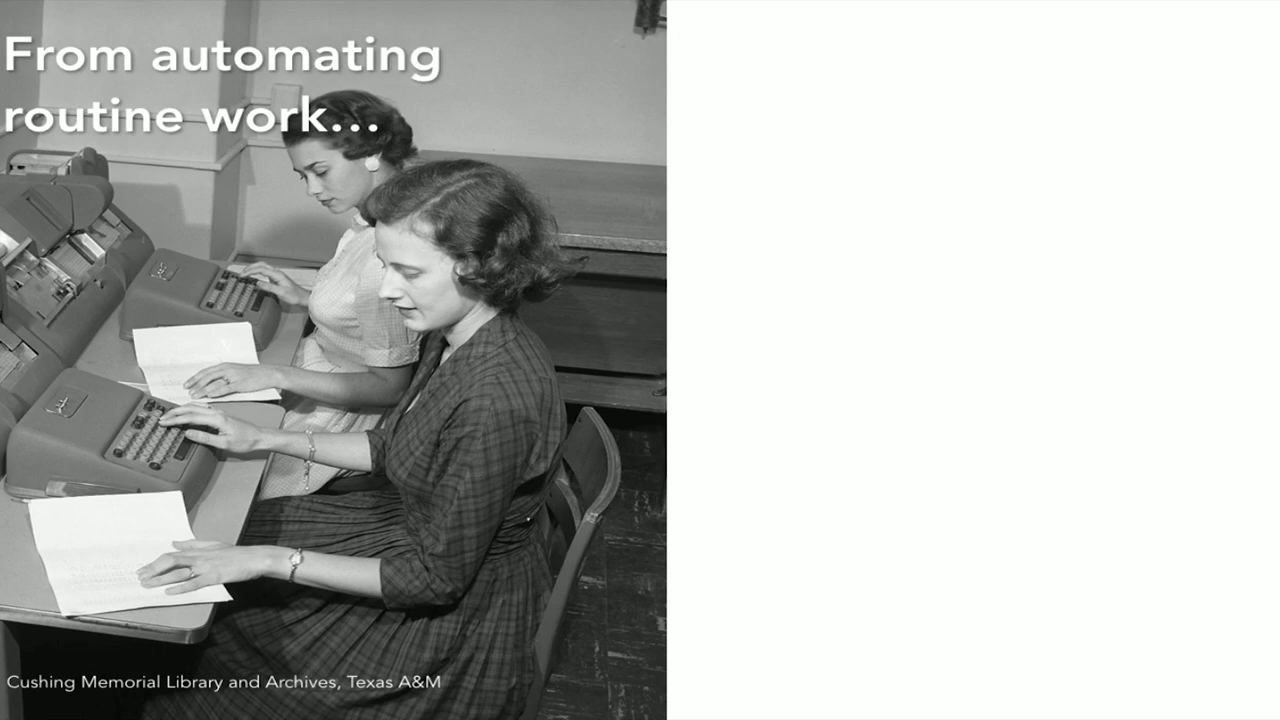 From automating
routine work...
Cushing Memorial Library and Archives, Texas A&M